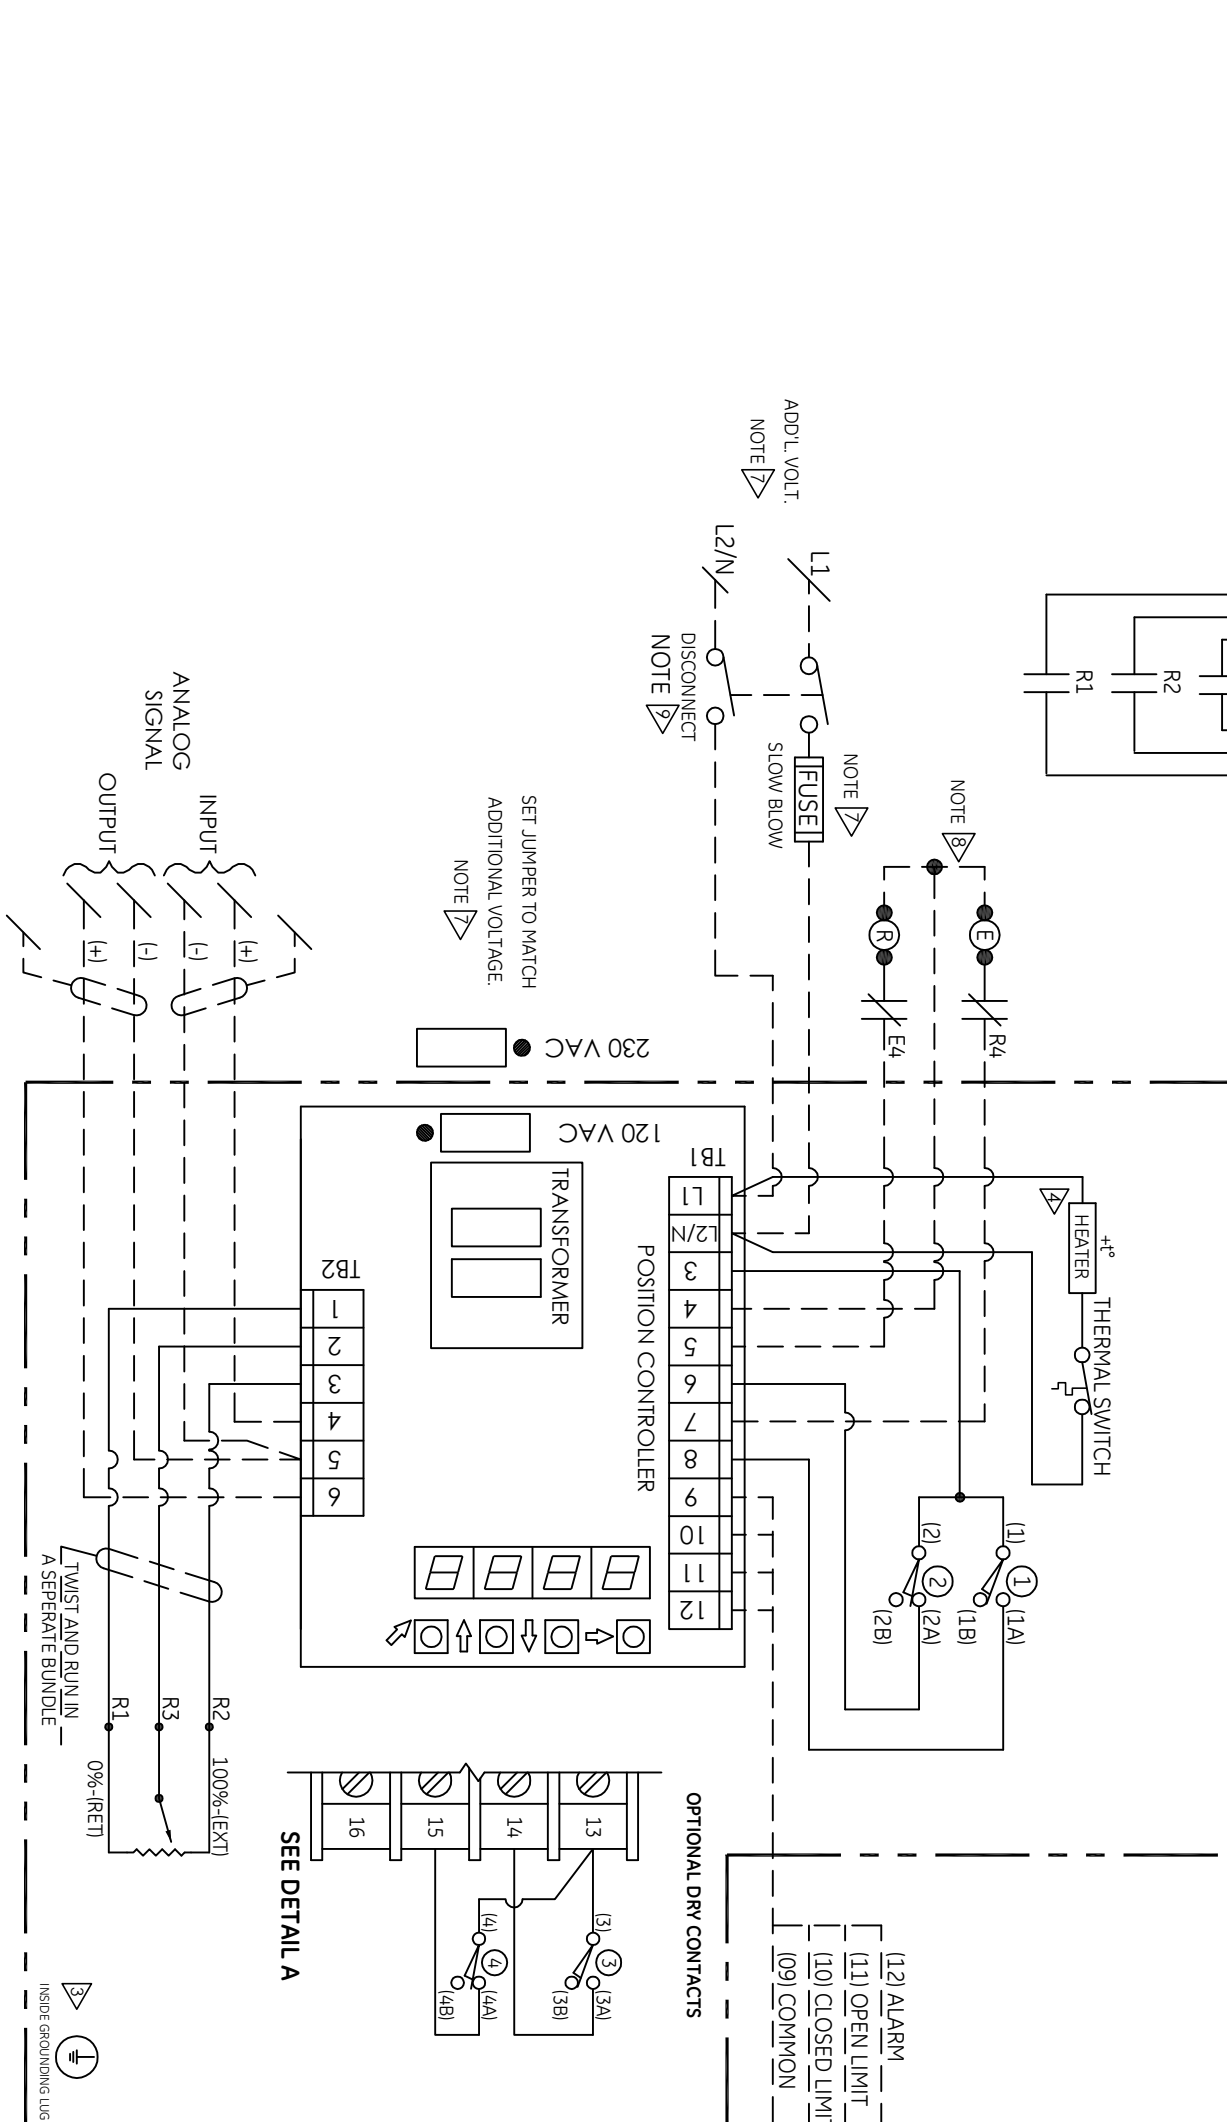 R1
R2
ADD'L. VOLT.
NOTE 7
L2/N
L1
DISCONNECT
NOTE 9
NOTE 7
FUSE
SLOW BLOW
NOTE 8
R
E
E4
R4
ANALOG
SIGNAL
OUTPUT
INPUT
(+)
(-)
(-)
(+)
SET JUMPER TO MATCH
ADDITIONAL VOLTAGE.
NOTE 7
230 VAC
120 VAC
TRANSFORMER
POSITION CONTROLLER
TB1
L1
L2/N
3
4
5
6
7
8
9
10
11
12
TB2
1
2
3
4
5
6
4
HEATER
+t°
THERMAL SWITCH
(1)
1
(1A)
(1B)
(2)
2
(2A)
(2B)
TWIST AND RUN IN
A SEPERATE BUNDLE
R1
R3
R2
0%-(RET)
100%-(EXT)
OPTIONAL DRY CONTACTS
13
14
15
16
(3)
3
(3A)
(3B)
(4)
4
(4A)
(4B)
SEE DETAIL A
(12) ALARM
(11) OPEN LIMIT
(10) CLOSED LIMIT
(09) COMMON
3
INSIDE GROUNDING LUG